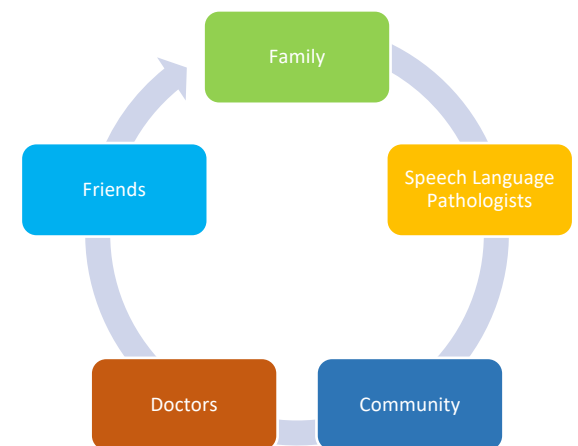 Family
Speech Language
Pathologists
Community
Doctors
Friends